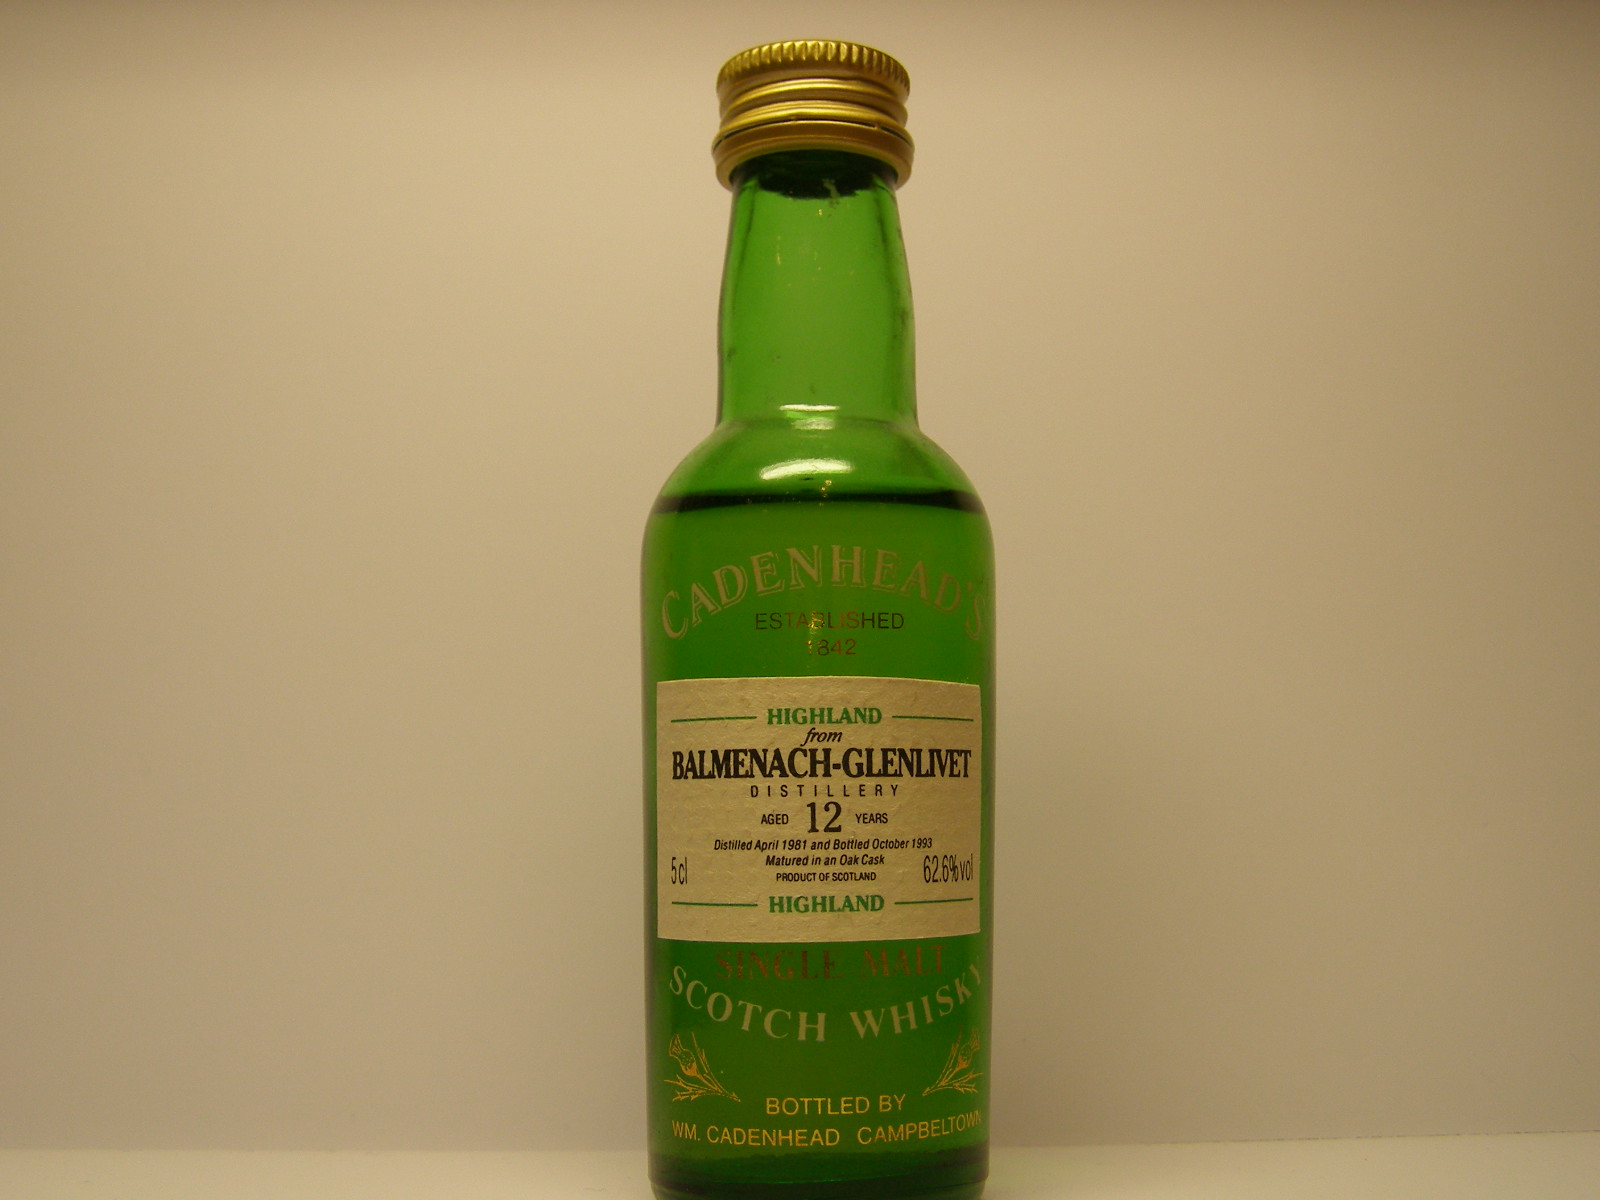 CADENHEAD'S
ESTABLISHED
1842
HIGHLAND
from
BALMENACH-GLENLIVET
DISTILLERY
AGED 12 YEARS
Distilled April 1981 and Bottled October 1993
Matured in an Oak Cask
5cl PRODUCT OF SCOTLAND 62.6%vol
HIGHLAND
SINGLE MALT
SCOTCH WHISKY
BOTTLED BY
WM. CADENHEAD CAMPBELTOWN